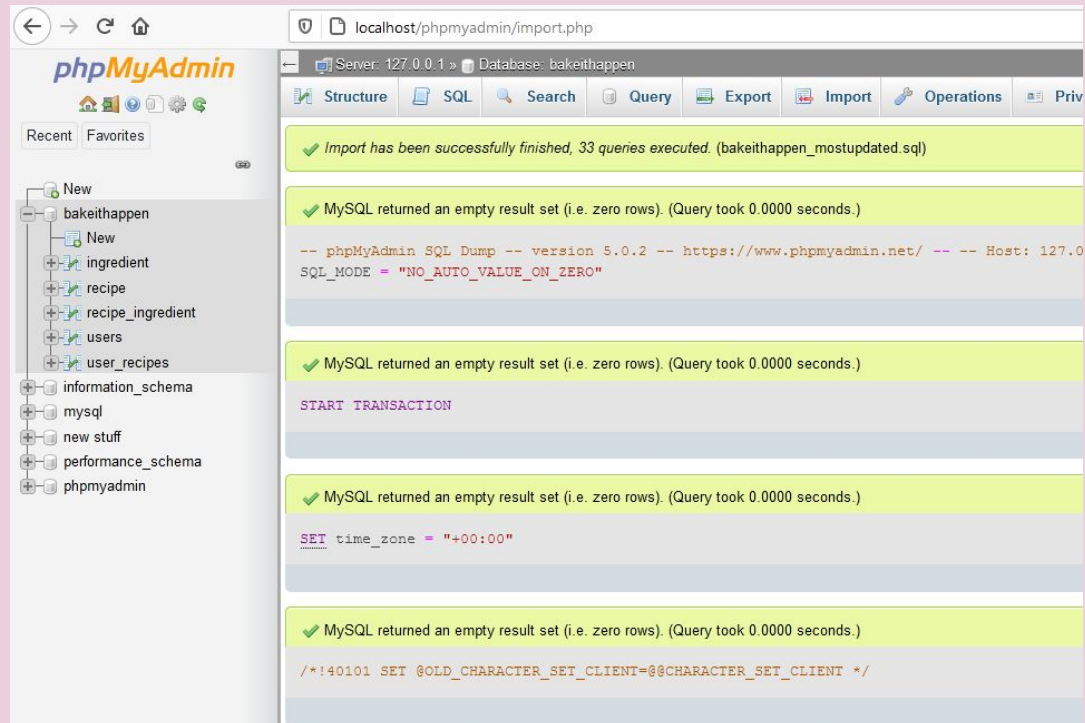 localhost/phpmyadmin/import.php
phpMyAdmin
Recent Favorites
New
bakeithappen
New
ingredient
recipe
recipe_ingredient
users
user_recipes
information_schema
mysql
new stuff
performance_schema
phpmyadmin
Server: 127.0.0.1 » Database: bakeithappen
Structure SQL Search Query Export Import Operations Priv
Import has been successfully finished, 33 queries executed. (bakeithappen_mostupdated.sql)
MySQL returned an empty result set (i.e. zero rows). (Query took 0.0000 seconds.)
-- phpMyAdmin SQL Dump -- version 5.0.2 -- https://www.phpmyadmin.net/ -- -- Host: 127.0
SQL_MODE = "NO_AUTO_VALUE_ON_ZERO"
MySQL returned an empty result set (i.e. zero rows). (Query took 0.0000 seconds.)
START TRANSACTION
MySQL returned an empty result set (i.e. zero rows). (Query took 0.0000 seconds.)
SET time_zone = "+00:00"
MySQL returned an empty result set (i.e. zero rows). (Query took 0.0000 seconds.)
/*!40101 SET @OLD_CHARACTER_SET_CLIENT=@@CHARACTER_SET_CLIENT */